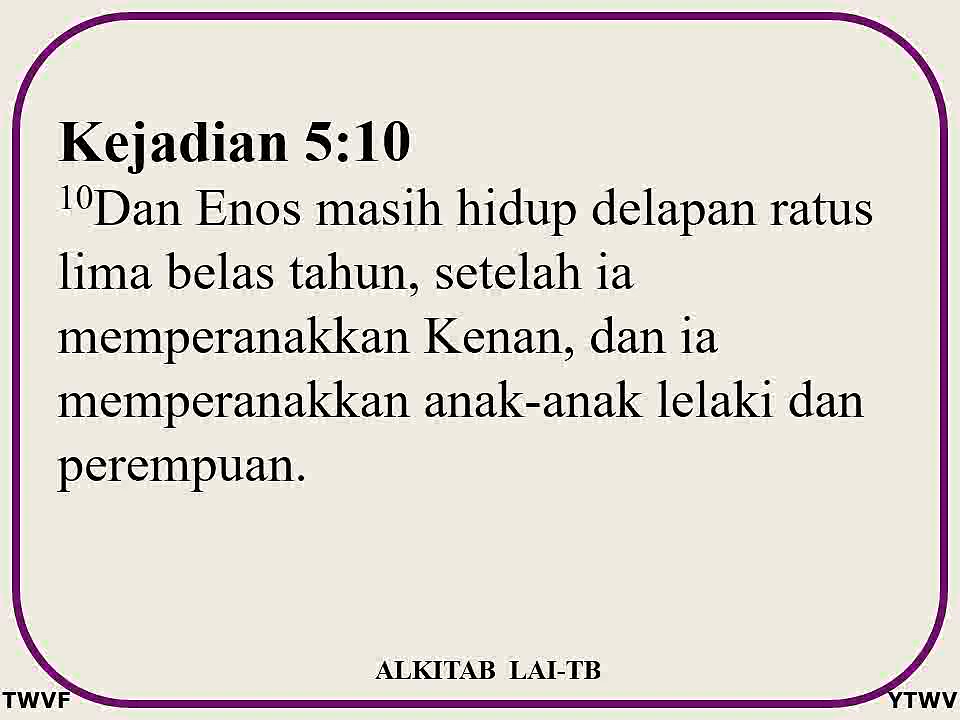 Kejadian 5:10
10Dan Enos masih hidup delapan ratus
lima belas tahun, setelah ia
memperanakkan Kenan, dan ia
memperanakkan anak-anak lelaki dan
perempuan.
ALKITAB LAI-TB
TWVF
YTWV